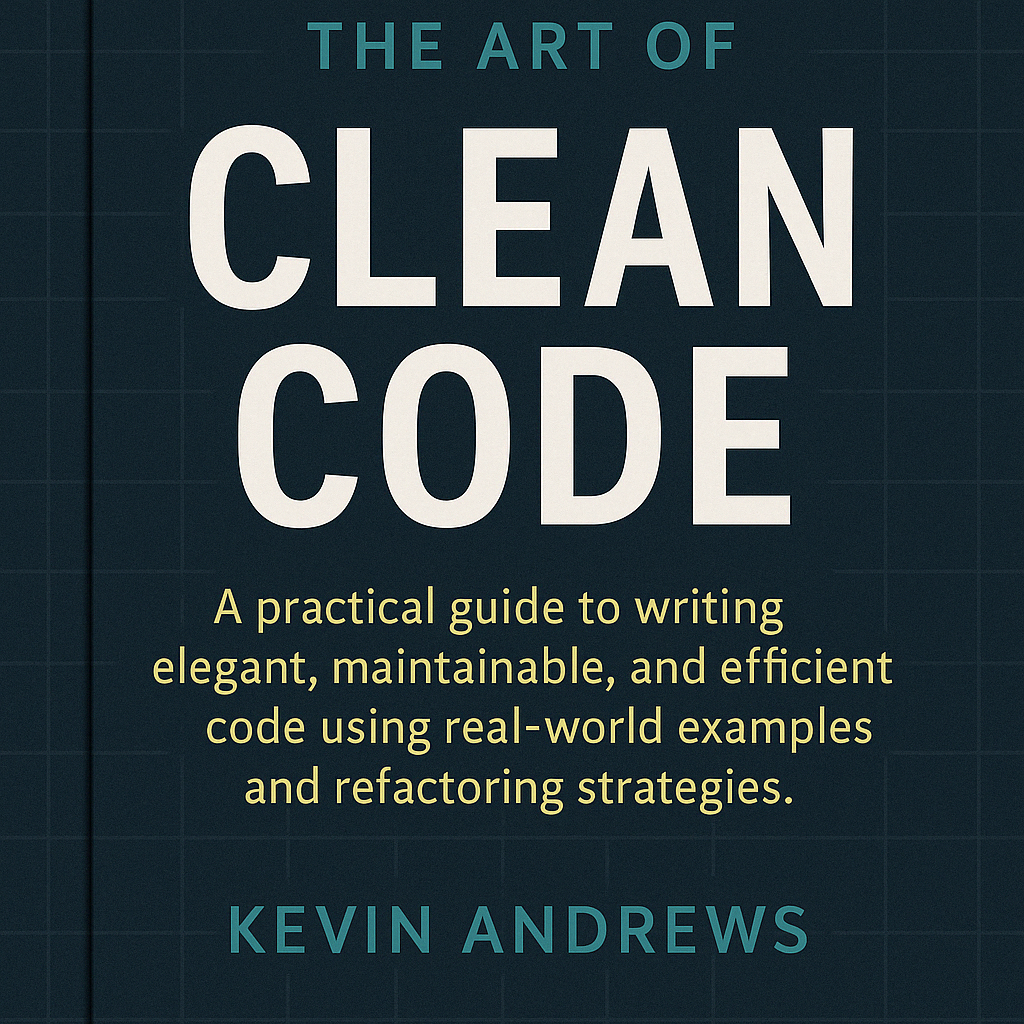 THE ART OF
CLEAN
CODE
A practical guide to writing
elegant, maintainable, and efficient
code using real-world examples
and refactoring strategies.
KEVIN ANDREWS